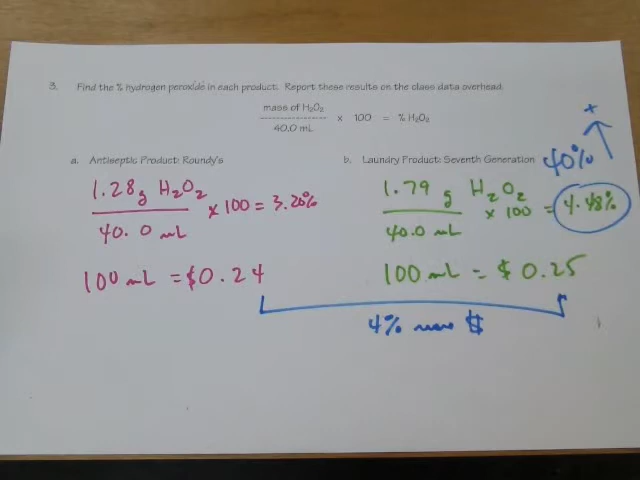 3. Find the % hydrogen peroxide in each product. Report these results on the class data overhead
mass of H₂O₂
40.0 mL
x 100 = % H₂O₂
a. Antiseptic Product: Roundy's
b. Laundry Product: Seventh Generation
40% +
1.28g H₂O₂
40.0 mL
x 100 = 3.20%
1.79 g H₂O₂
40.0 mL
x 100 = 4.48%
100 mL = $0.24
100 mL = $0.25
4% more $